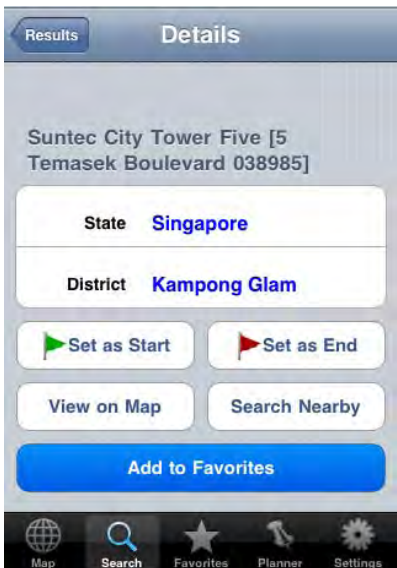 Results
Details
Suntec City Tower Five [5
Temasek Boulevard 038985]
State Singapore
District Kampong Glam
Set as Start
Set as End
View on Map
Search Nearby
Add to Favorites
Map
Search
Favorites
Planner
Settings